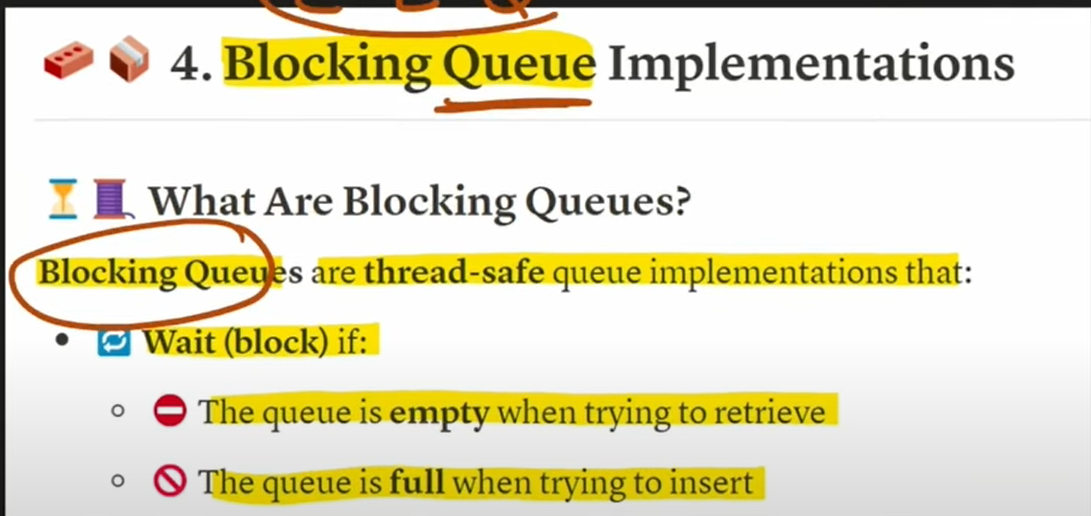 4. Blocking Queue Implementations
What Are Blocking Queues?
Blocking Queues are thread-safe queue implementations that:
Wait (block) if:
The queue is empty when trying to retrieve
The queue is full when trying to insert